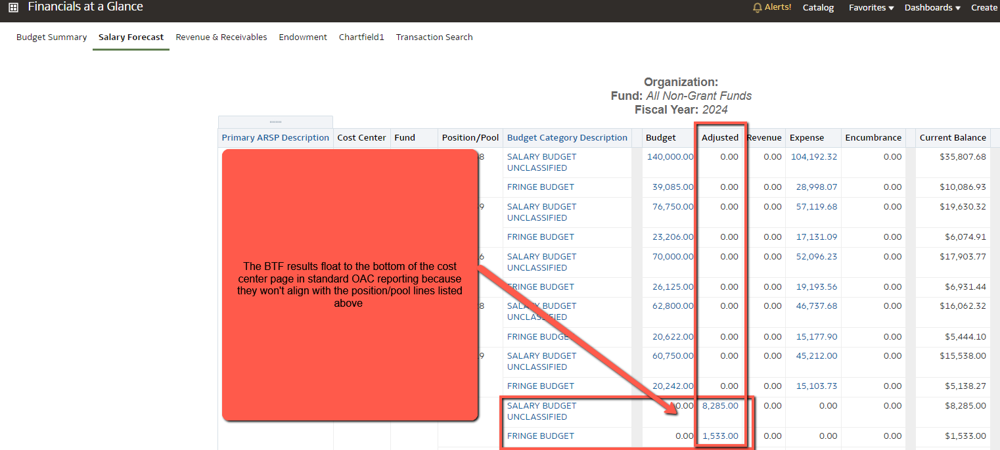 Financials at a Glance
Alerts! Catalog Favorites Dashboards Create
Budget Summary Salary Forecast Revenue & Receivables Endowment Chartfield1 Transaction Search
Organization:
Fund: All Non-Grant Funds
Fiscal Year: 2024
Primary ARSP Description Cost Center Fund Position/Pool Budget Category Description Budget Adjusted Revenue Expense Encumbrance Current Balance
8 SALARY BUDGET UNCLASSIFIED 140,000.00 0.00 0.00 104,192.32 0.00 $35,807.68
FRINGE BUDGET 39,085.00 0.00 0.00 28,998.07 0.00 $10,086.93
9 SALARY BUDGET UNCLASSIFIED 76,750.00 0.00 0.00 57,119.68 0.00 $19,630.32
FRINGE BUDGET 23,206.00 0.00 0.00 17,131.09 0.00 $6,074.91
6 SALARY BUDGET UNCLASSIFIED 70,000.00 0.00 0.00 52,096.23 0.00 $17,903.77
FRINGE BUDGET 26,125.00 0.00 0.00 19,193.56 0.00 $6,931.44
8 SALARY BUDGET UNCLASSIFIED 62,800.00 0.00 0.00 46,737.68 0.00 $16,062.32
FRINGE BUDGET 20,622.00 0.00 0.00 15,177.90 0.00 $5,444.10
9 SALARY BUDGET UNCLASSIFIED 60,750.00 0.00 0.00 45,212.00 0.00 $15,538.00
FRINGE BUDGET 20,242.00 0.00 0.00 15,103.73 0.00 $5,138.27
SALARY BUDGET UNCLASSIFIED 0.00 8,285.00 0.00 0.00 0.00 $8,285.00
FRINGE BUDGET 0.00 1,533.00 0.00 0.00 0.00 $1,533.00
The BTF results float to the bottom of the cost
center page in standard OAC reporting because
they won't align with the position/pool lines listed
above